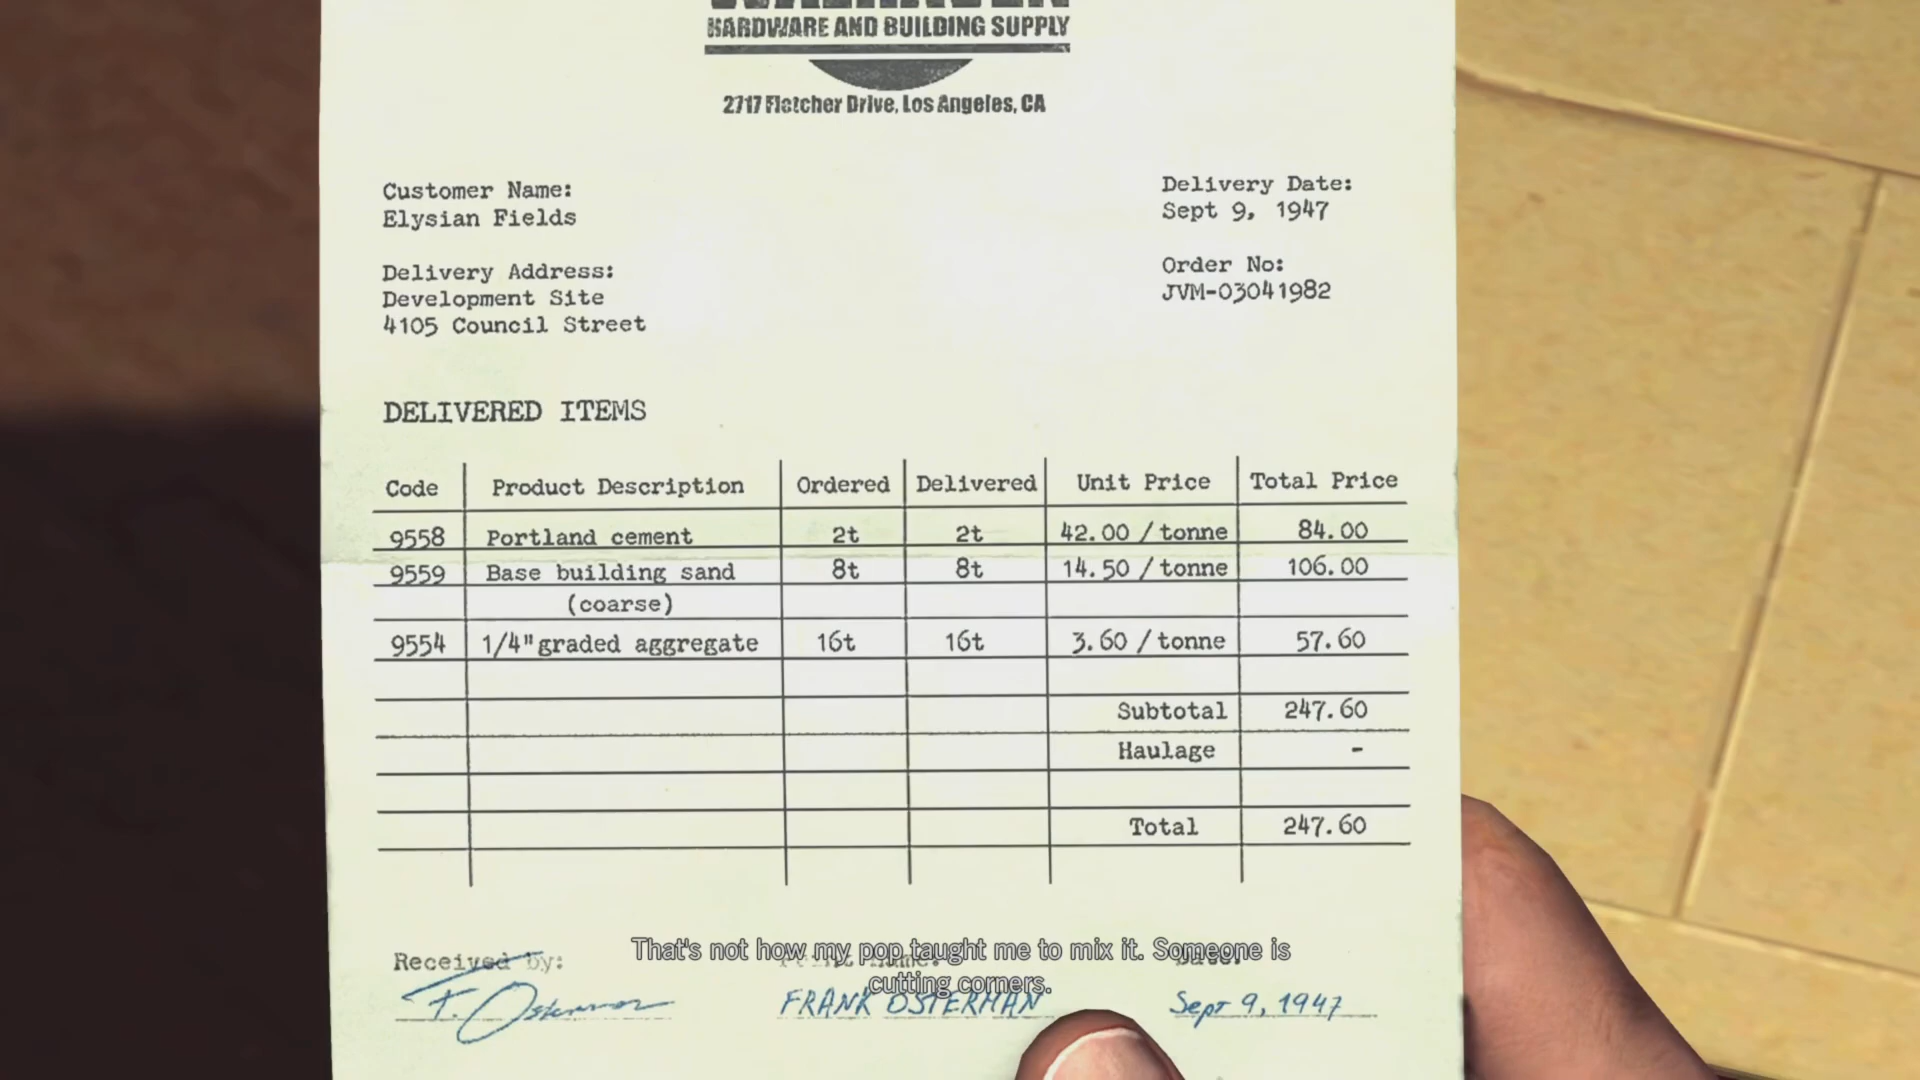 HARDWARE AND BUILDING SUPPLY
2717 Fletcher Drive, Los Angeles, CA
Customer Name:
Elysian Fields
Delivery Date:
Sept 9, 1947
Delivery Address:
Development Site
4105 Council Street
Order No:
JVM-03041982
DELIVERED ITEMS
Code Product Description Ordered Delivered Unit Price Total Price
9558 Portland cement 2t 2t 42.00 / tonne 84.00
9559 Base building sand 8t 8t 14.50 / tonne 106.00
(coarse)
9554 1/4" graded aggregate 16t 16t 3.60 / tonne 57.60
Subtotal 247.60
Haulage -
Total 247.60
Received by:
F. Osterman FRANK OSTERMAN Sept 9, 1947
That's not how my pop taught me to mix it. Someone is
cutting corners.